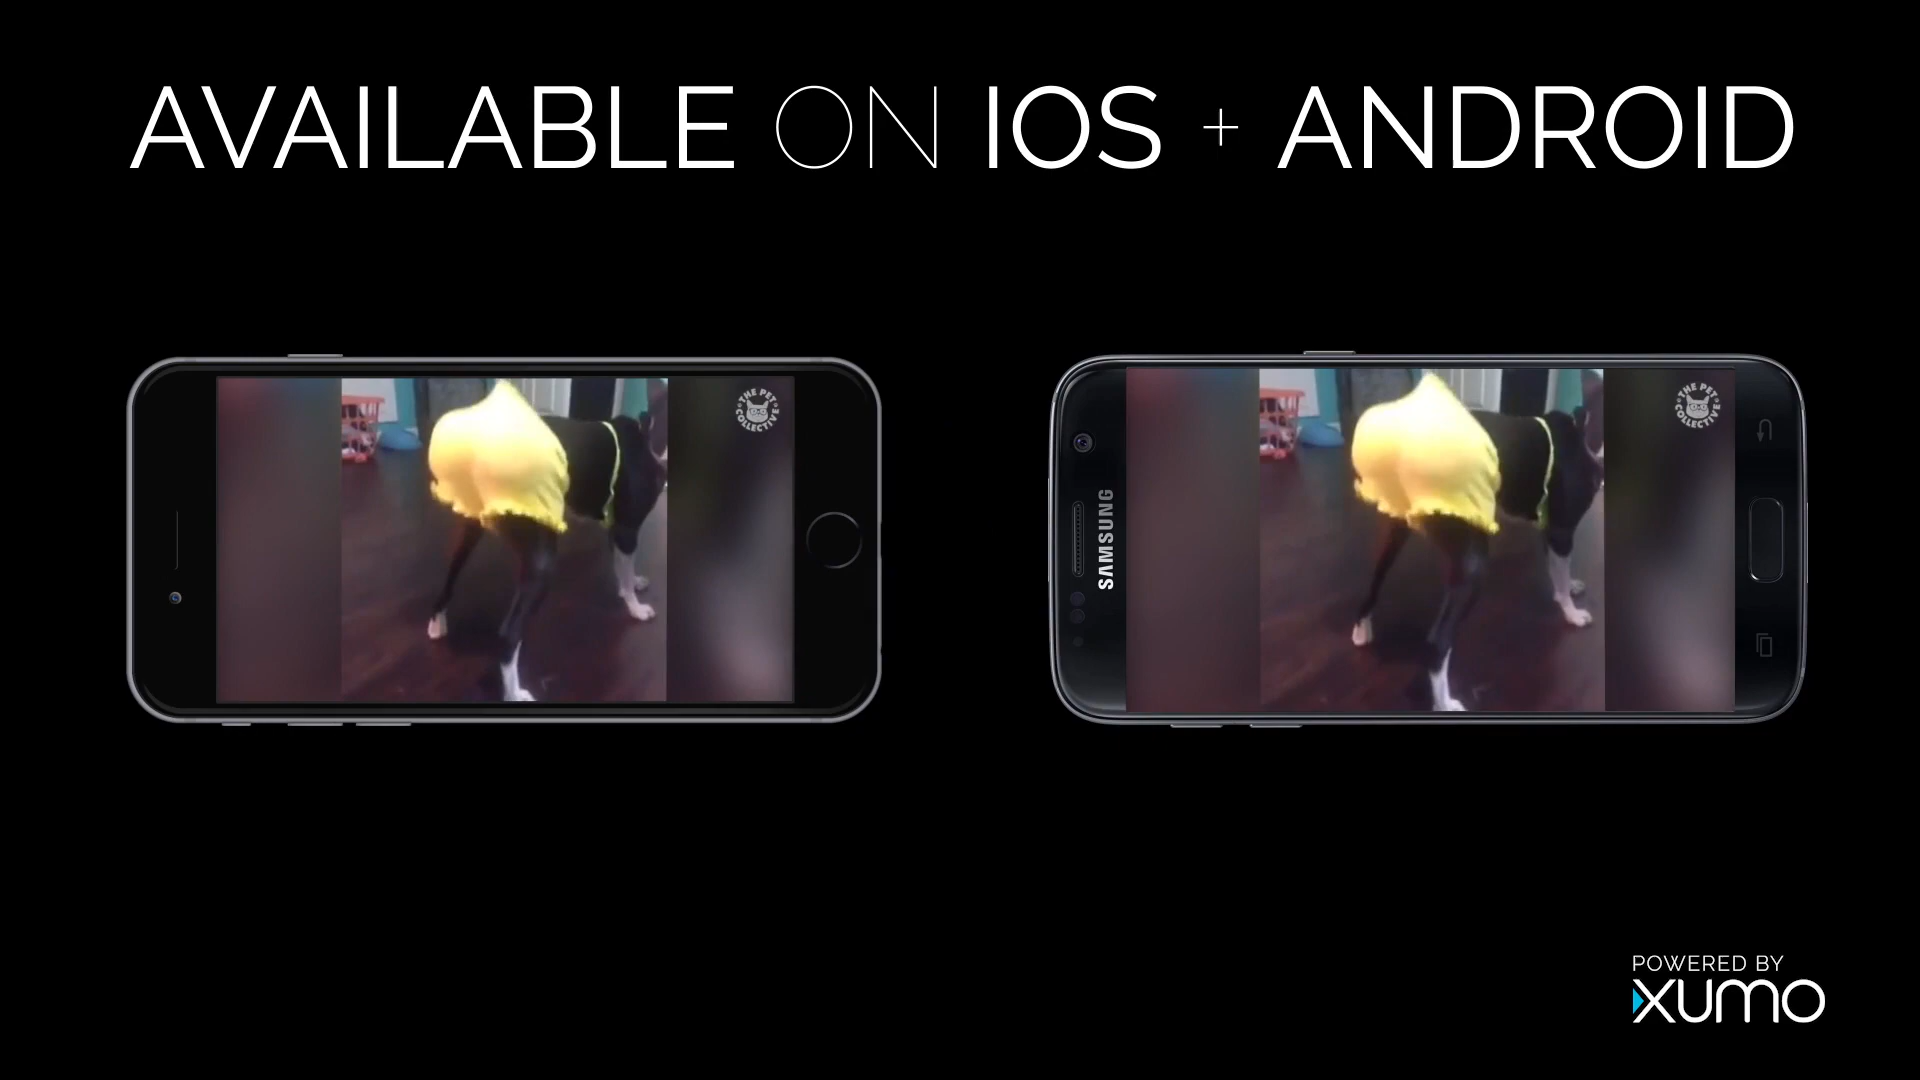 AVAILABLE ON IOS + ANDROID
THE PET COLLECTIVE
SAMSUNG
THE PET COLLECTIVE
POWERED BY
XUMO